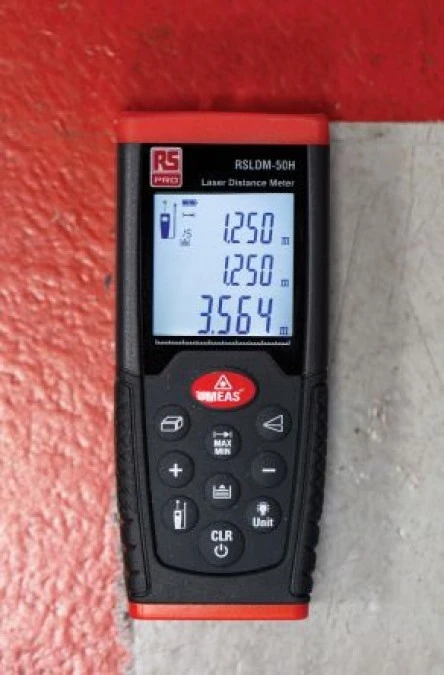 RS
PRO
RSLDM-50H
Laser Distance Meter
1.250 m
1.250 m
3.564 m
MEAS
MAX
MIN
+
−
Unit
CLR